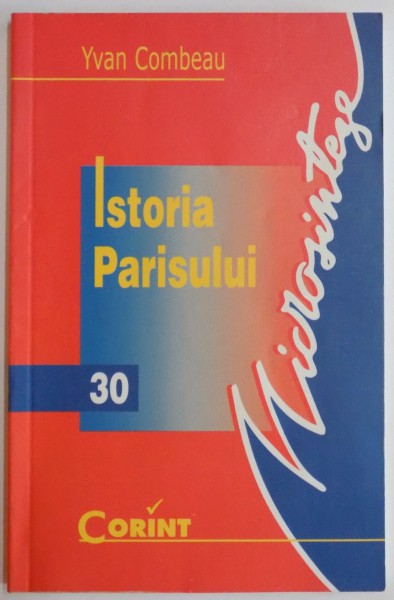 Yvan Combeau
Istoria
Parisului
30
Microsinteze
CORINT